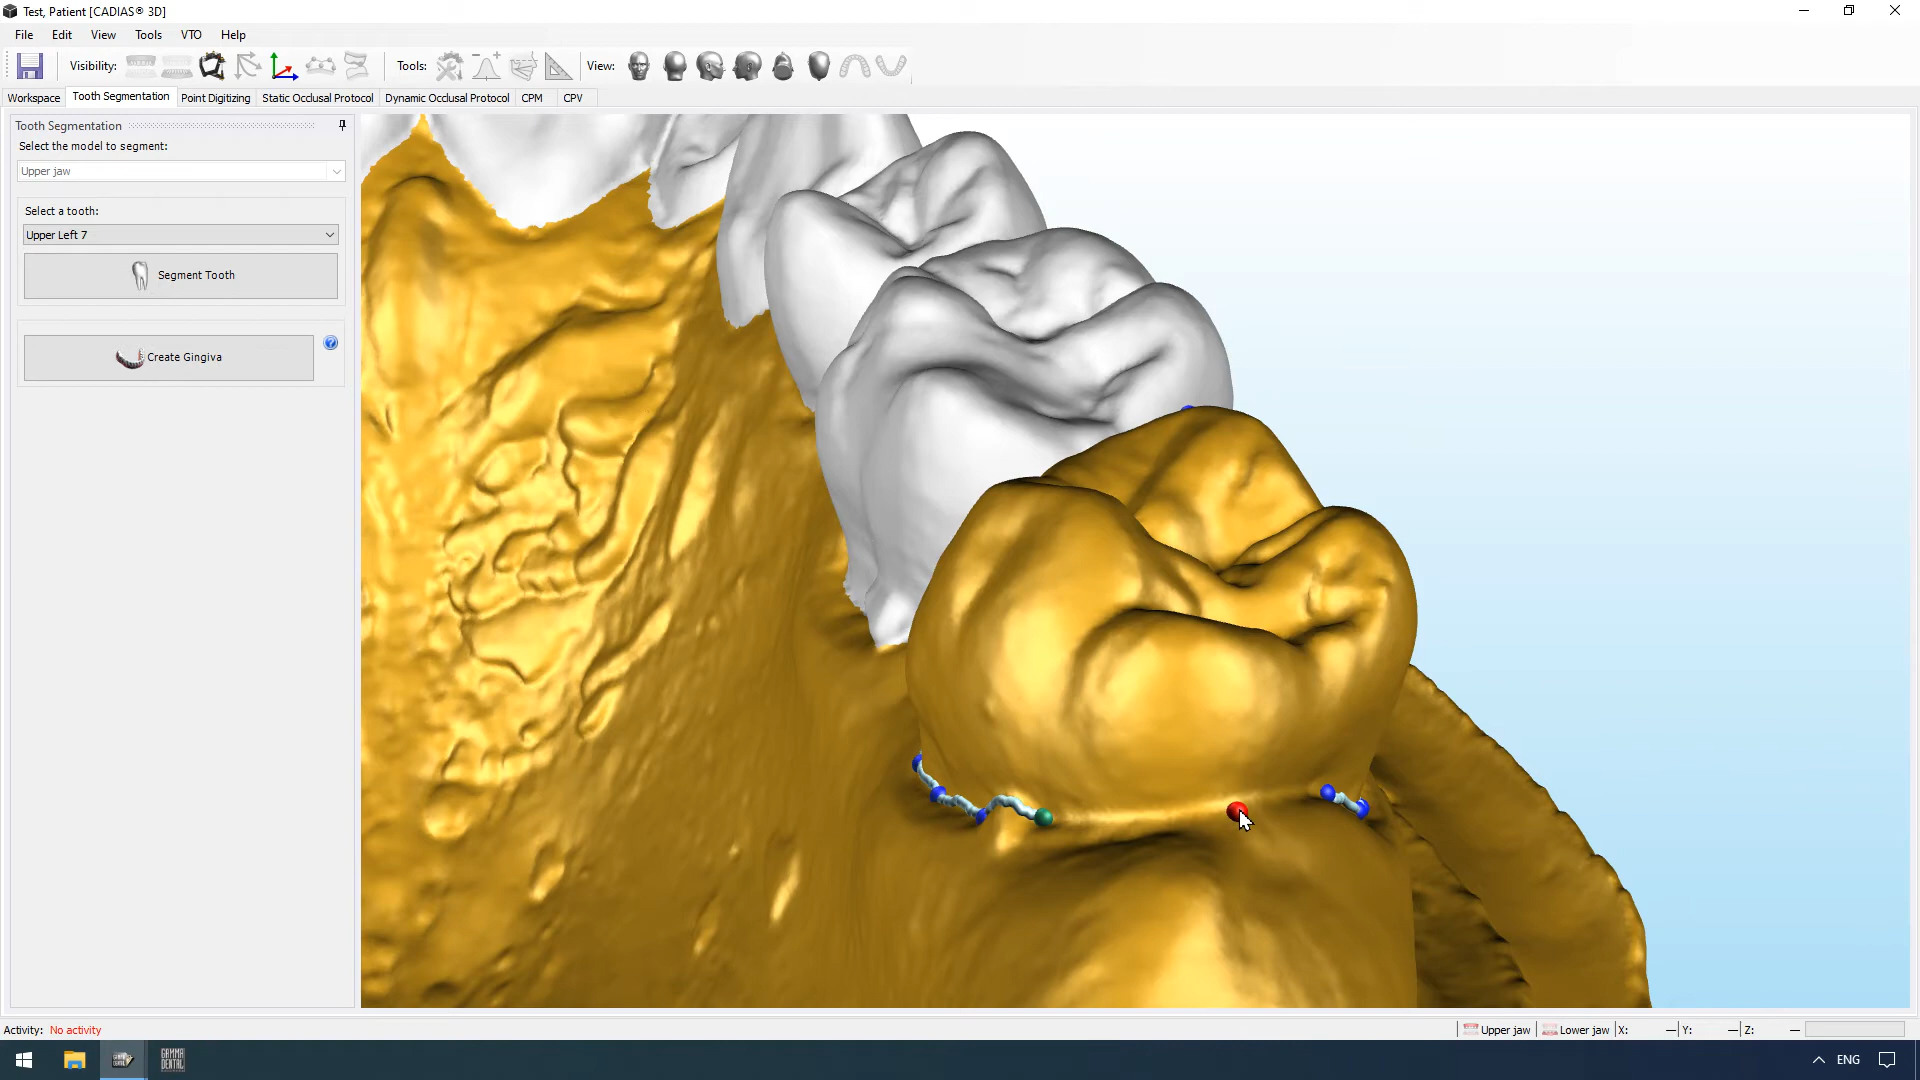 Test, Patient [CADIAS® 3D]
File Edit View Tools VTO Help
Visibility: Tools: View:
Workspace Tooth Segmentation Point Digitizing Static Occlusal Protocol Dynamic Occlusal Protocol CPM CPV
Tooth Segmentation
Select the model to segment:
Upper jaw
Select a tooth:
Upper Left 7
Segment Tooth
Create Gingiva
Activity: No activity
Upper jaw Lower jaw X: — Y: — Z: —
GAMMA DENTAL
ENG